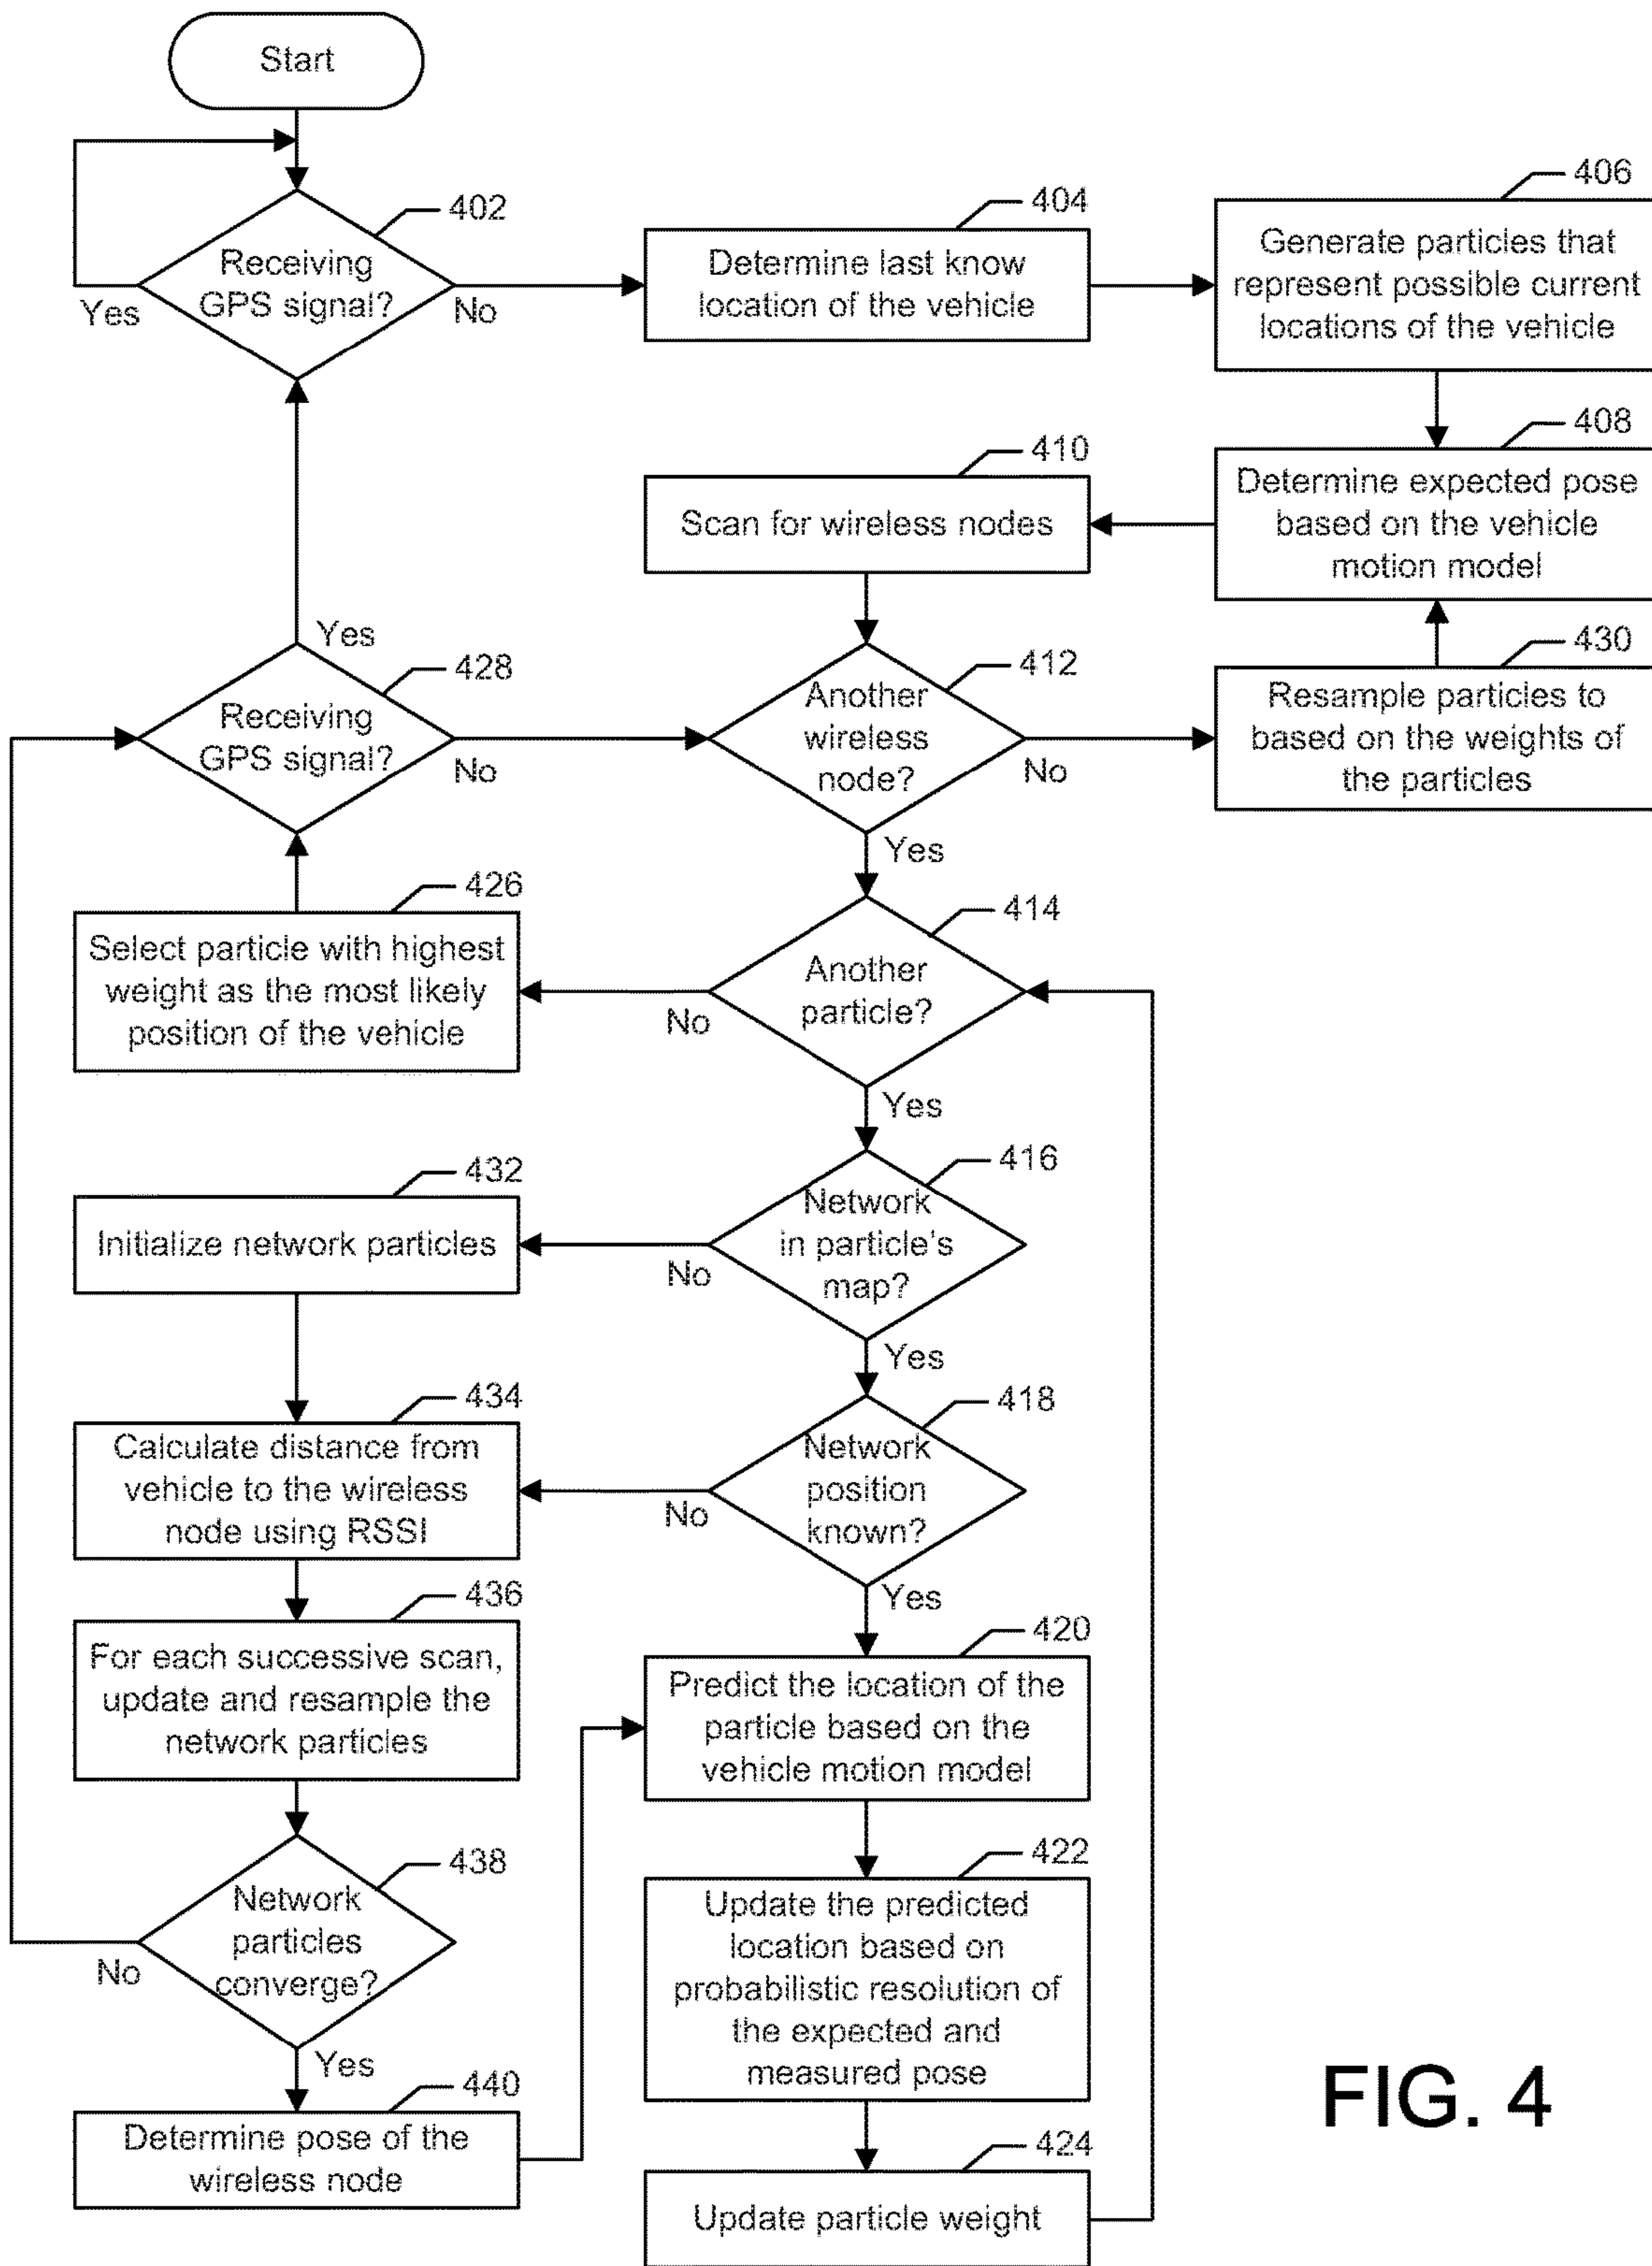 Start
402
Receiving
GPS signal?
Yes
No
404
Determine last know
location of the vehicle
406
Generate particles that
represent possible current
locations of the vehicle
408
Determine expected pose
based on the vehicle
motion model
410
Scan for wireless nodes
Yes
428
Receiving
GPS signal?
No
412
Another
wireless
node?
No
Yes
430
Resample particles to
based on the weights of
the particles
426
Select particle with highest
weight as the most likely
position of the vehicle
414
Another
particle?
No
Yes
432
Initialize network particles
416
Network
in particle's
map?
No
Yes
434
Calculate distance from
vehicle to the wireless
node using RSSI
418
Network
position
known?
No
Yes
436
For each successive scan,
update and resample the
network particles
420
Predict the location of the
particle based on the
vehicle motion model
438
Network
particles
converge?
No
Yes
422
Update the predicted
location based on
probabilistic resolution of
the expected and
measured pose
440
Determine pose of the
wireless node
424
Update particle weight
FIG. 4